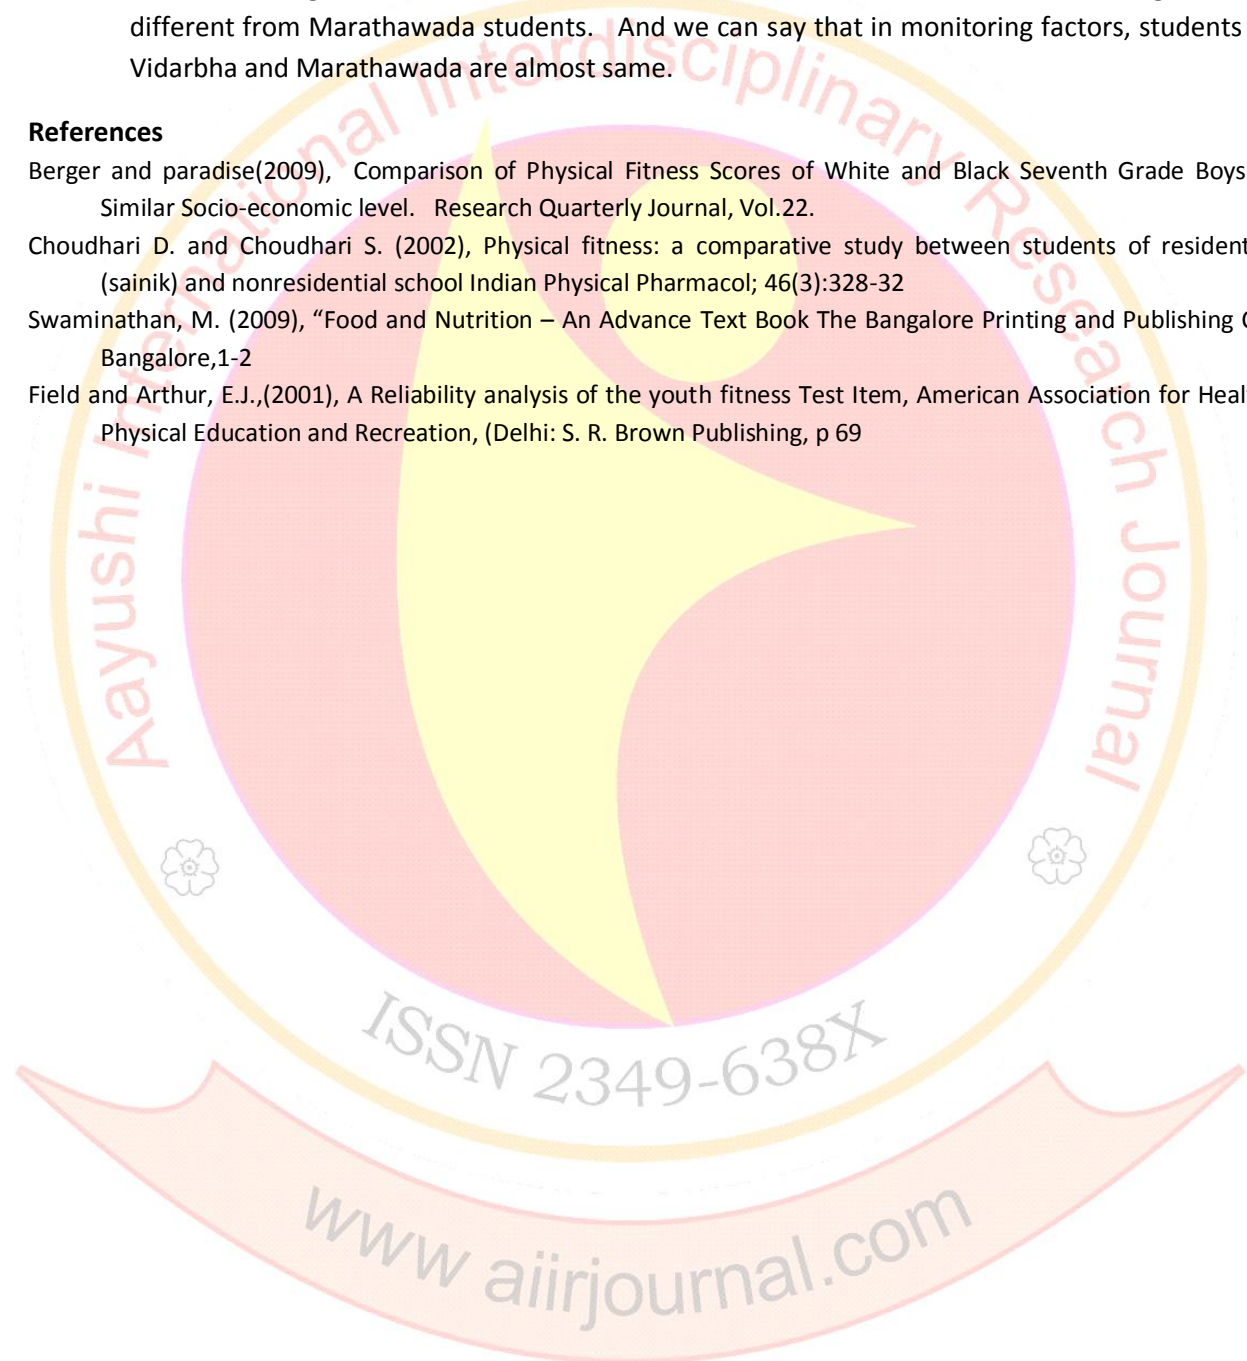 different from Marathawada students. And we can say that in monitoring factors, students
Vidarbha and Marathawada are almost same.
References
Berger and paradise(2009), Comparison of Physical Fitness Scores of White and Black Seventh Grade Boys
Similar Socio-economic level. Research Quarterly Journal, Vol.22.
Choudhari D. and Choudhari S. (2002), Physical fitness: a comparative study between students of resident
(sainik) and nonresidential school Indian Physical Pharmacol; 46(3):328-32
Swaminathan, M. (2009), “Food and Nutrition – An Advance Text Book The Bangalore Printing and Publishing
Bangalore,1-2
Field and Arthur, E.J.,(2001), A Reliability analysis of the youth fitness Test Item, American Association for Heal
Physical Education and Recreation, (Delhi: S. R. Brown Publishing, p 69
Aayushi International Interdisciplinary Research Journal
ISSN 2349-638X
www aiirjournal.com